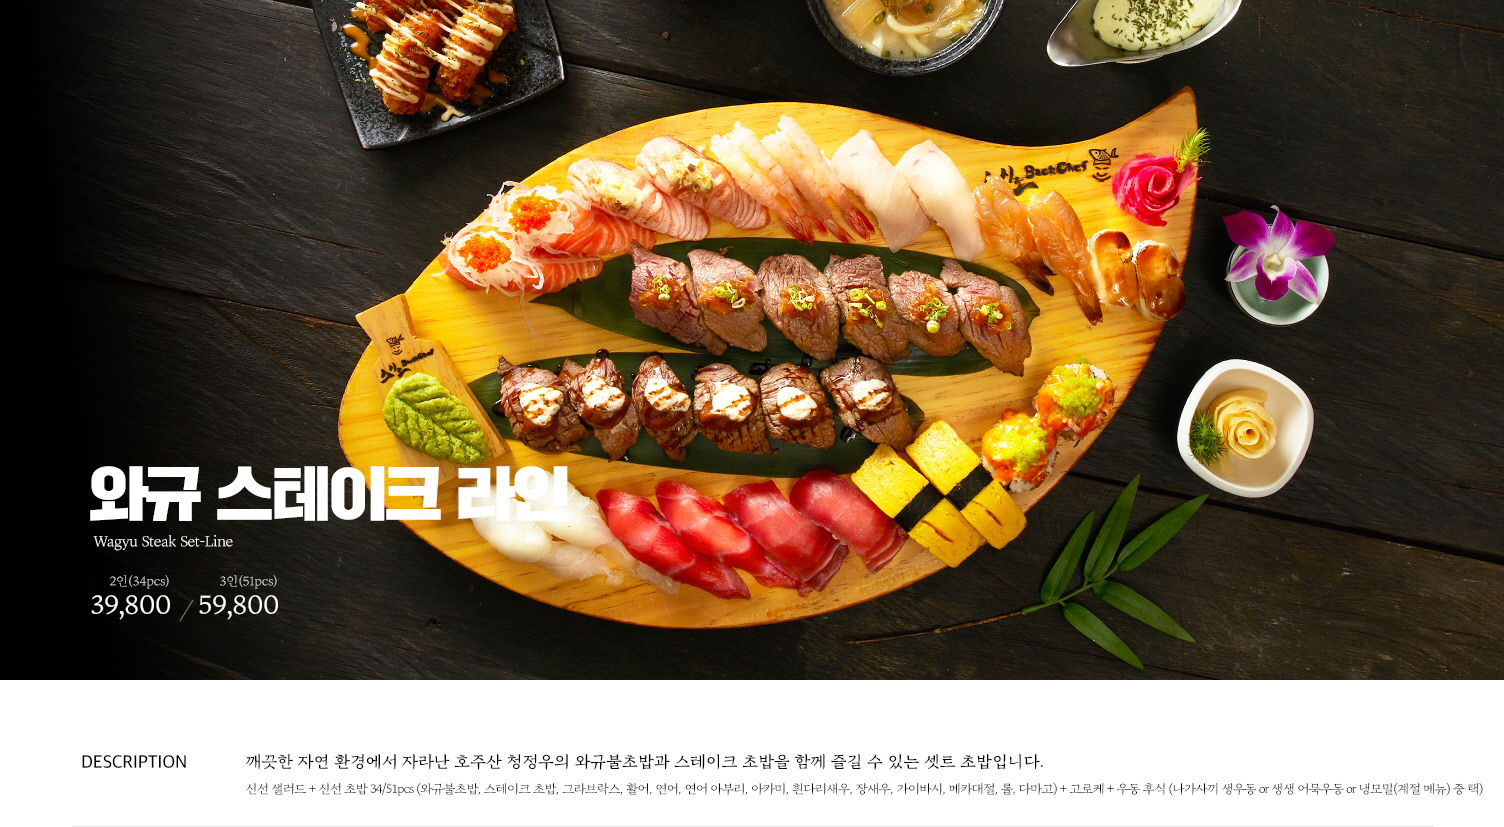 BackChef
BackChef
와규 스테이크 라인
Wagyu Steak Set-Line
2인(34pcs) 3인(51pcs)
39,800 / 59,800
DESCRIPTION
깨끗한 자연 환경에서 자라난 호주산 청정우의 와규불초밥과 스테이크 초밥을 함께 즐길 수 있는 셋트 초밥입니다.
신선 샐러드 + 신선 초밥 34/51pcs (와규불초밥, 스테이크 초밥, 그라브락스, 활어, 연어, 연어 아부리, 아카미, 흰다리새우, 장새우, 가이바시, 메카대절, 롤, 다마고) + 고로케 + 우동 후식 (나가사끼 생우동 or 생생 어묵우동 or 냉모밀(계절 메뉴) 중 택)